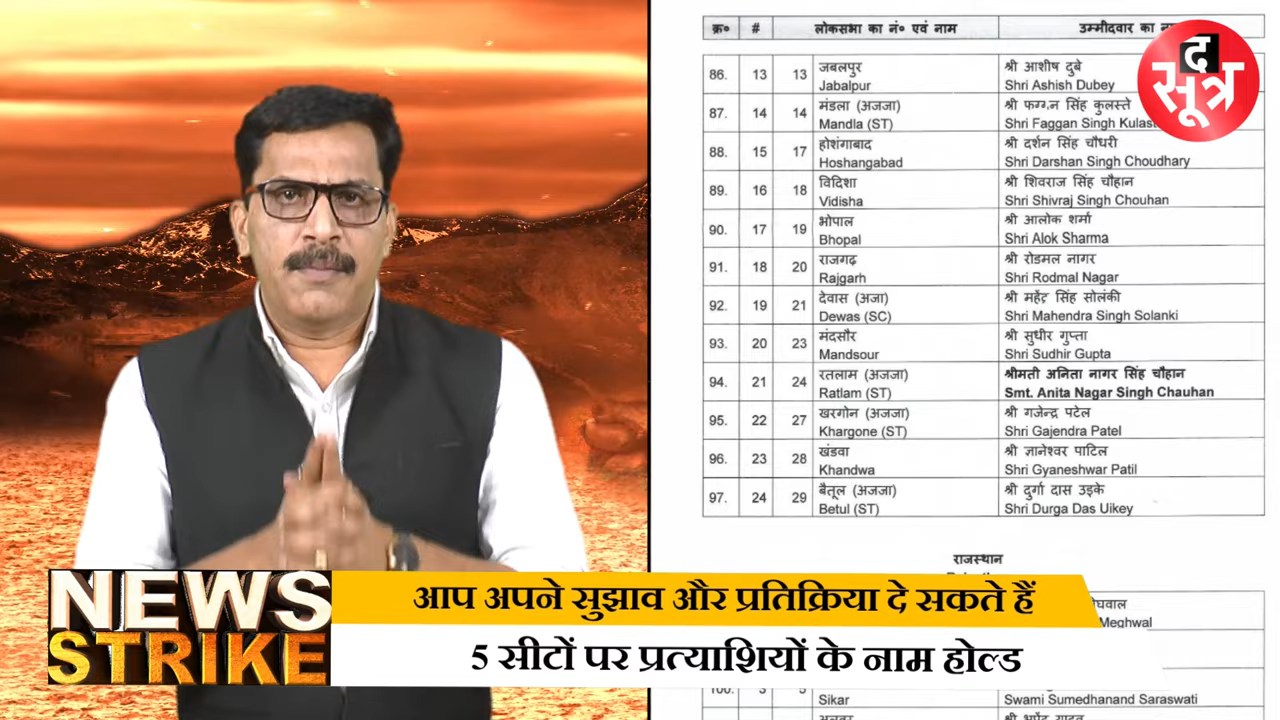 क्र० # लोकसभा का नं० एवं नाम उम्मीदवार का
द
सूत्र
86. 13 13 जबलपुर श्री आशीष दुबे
Jabalpur Shri Ashish Dubey
87. 14 14 मंडला (अजजा) श्री फग्गन सिंह कुलस्ते
Mandla (ST) Shri Faggan Singh
88. 15 17 होशंगाबाद श्री दर्शन सिंह चौधरी
Hoshangabad Shri Darshan Singh Choudhary
89. 16 18 विदिशा श्री शिवराज सिंह चौहान
Vidisha Shri Shivraj Singh Chouhan
90. 17 19 भोपाल श्री आलोक शर्मा
Bhopal Shri Alok Sharma
91. 18 20 राजगढ़ श्री रोडमल नागर
Rajgarh Shri Rodmal Nagar
92. 19 21 देवास (अजा) श्री महेंद्र सिंह सोलंकी
Dewas (SC) Shri Mahendra Singh Solanki
93. 20 23 मंदसौर श्री सुधीर गुप्ता
Mandsour Shri Sudhir Gupta
94. 21 24 रतलाम (अजजा) श्रीमती अनिता नागर सिंह चौहान
Ratlam (ST) Smt. Anita Nagar Singh Chauhan
95. 22 27 खरगोन (अजजा) श्री गजेन्द्र पटेल
Khargone (ST) Shri Gajendra Patel
96. 23 28 खंडवा श्री ज्ञानेश्वर पाटिल
Khandwa Shri Gyaneshwar Patil
97. 24 29 बैतूल (अजजा) श्री दुर्गा दास उइके
Betul (ST) Shri Durga Das Uikey
राजस्थान
Meghwal
Sikar Swami Sumedhanand Saraswati
NEWS
STRIKE
आप अपने सुझाव और प्रतिक्रिया दे सकते हैं
5 सीटों पर प्रत्याशियों के नाम होल्ड